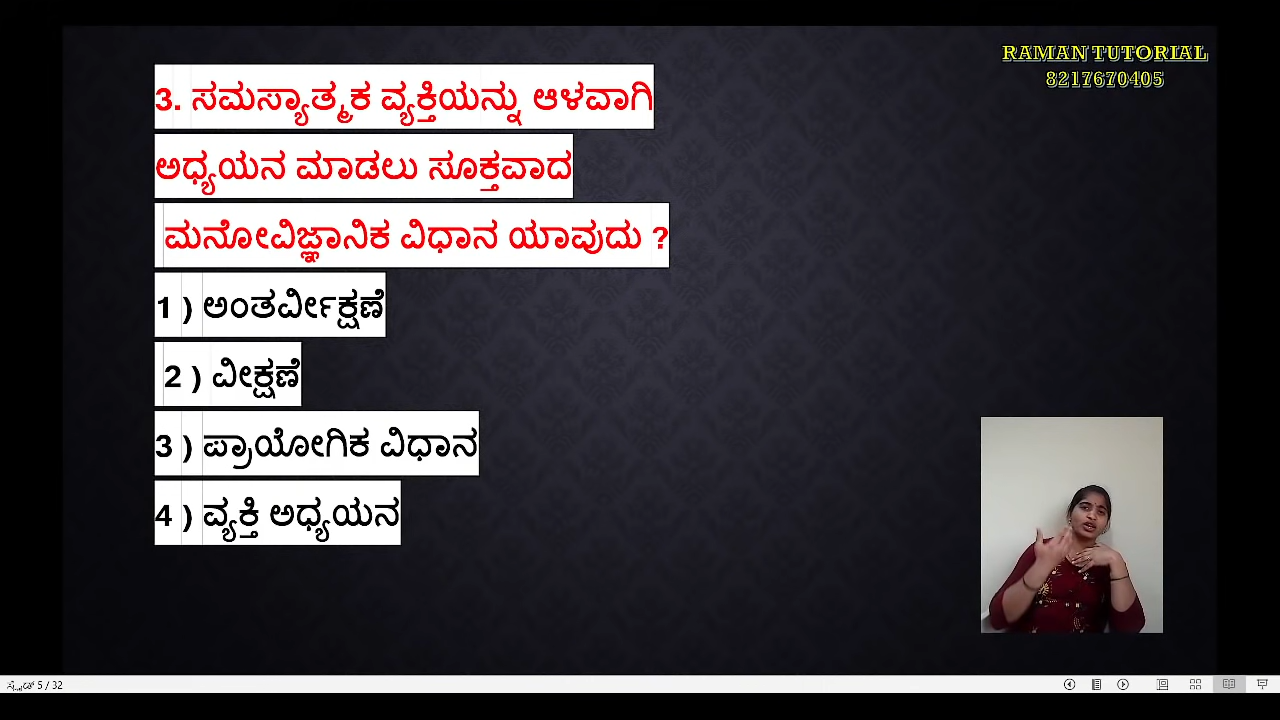 RAMAN TUTORIAL
8217670405
3. ಸಮಸ್ಯಾತ್ಮಕ ವ್ಯಕ್ತಿಯನ್ನು ಆಳವಾಗಿ
ಅಧ್ಯಯನ ಮಾಡಲು ಸೂಕ್ತವಾದ
ಮನೋವಿಜ್ಞಾನಿಕ ವಿಧಾನ ಯಾವುದು ?
1 ) ಅಂತರ್ವೀಕ್ಷಣೆ
2 ) ವೀಕ್ಷಣೆ
3 ) ಪ್ರಾಯೋಗಿಕ ವಿಧಾನ
4 ) ವ್ಯಕ್ತಿ ಅಧ್ಯಯನ
ಸ್ಲೈಡ್ 5 / 32